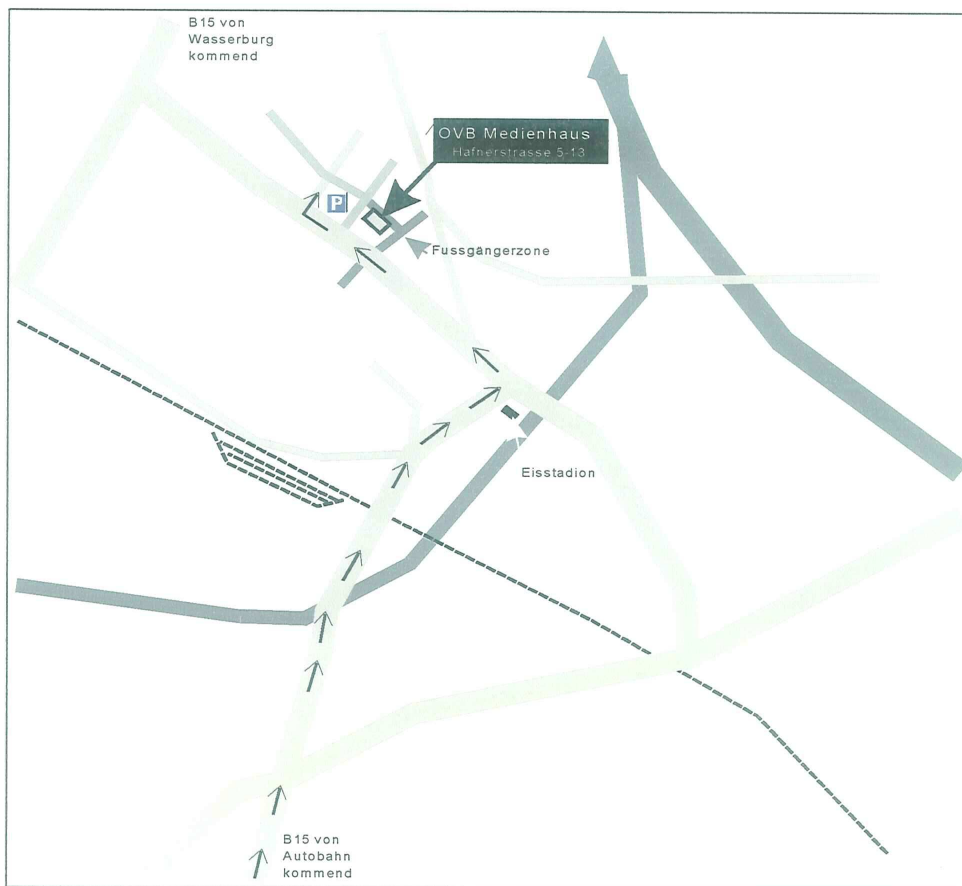 B15 von
Wasserburg
kommend
OVB Medienhaus
Hafnerstrasse 5-13
P
Fussgängerzone
Eisstadion
B15 von
Autobahn
kommend